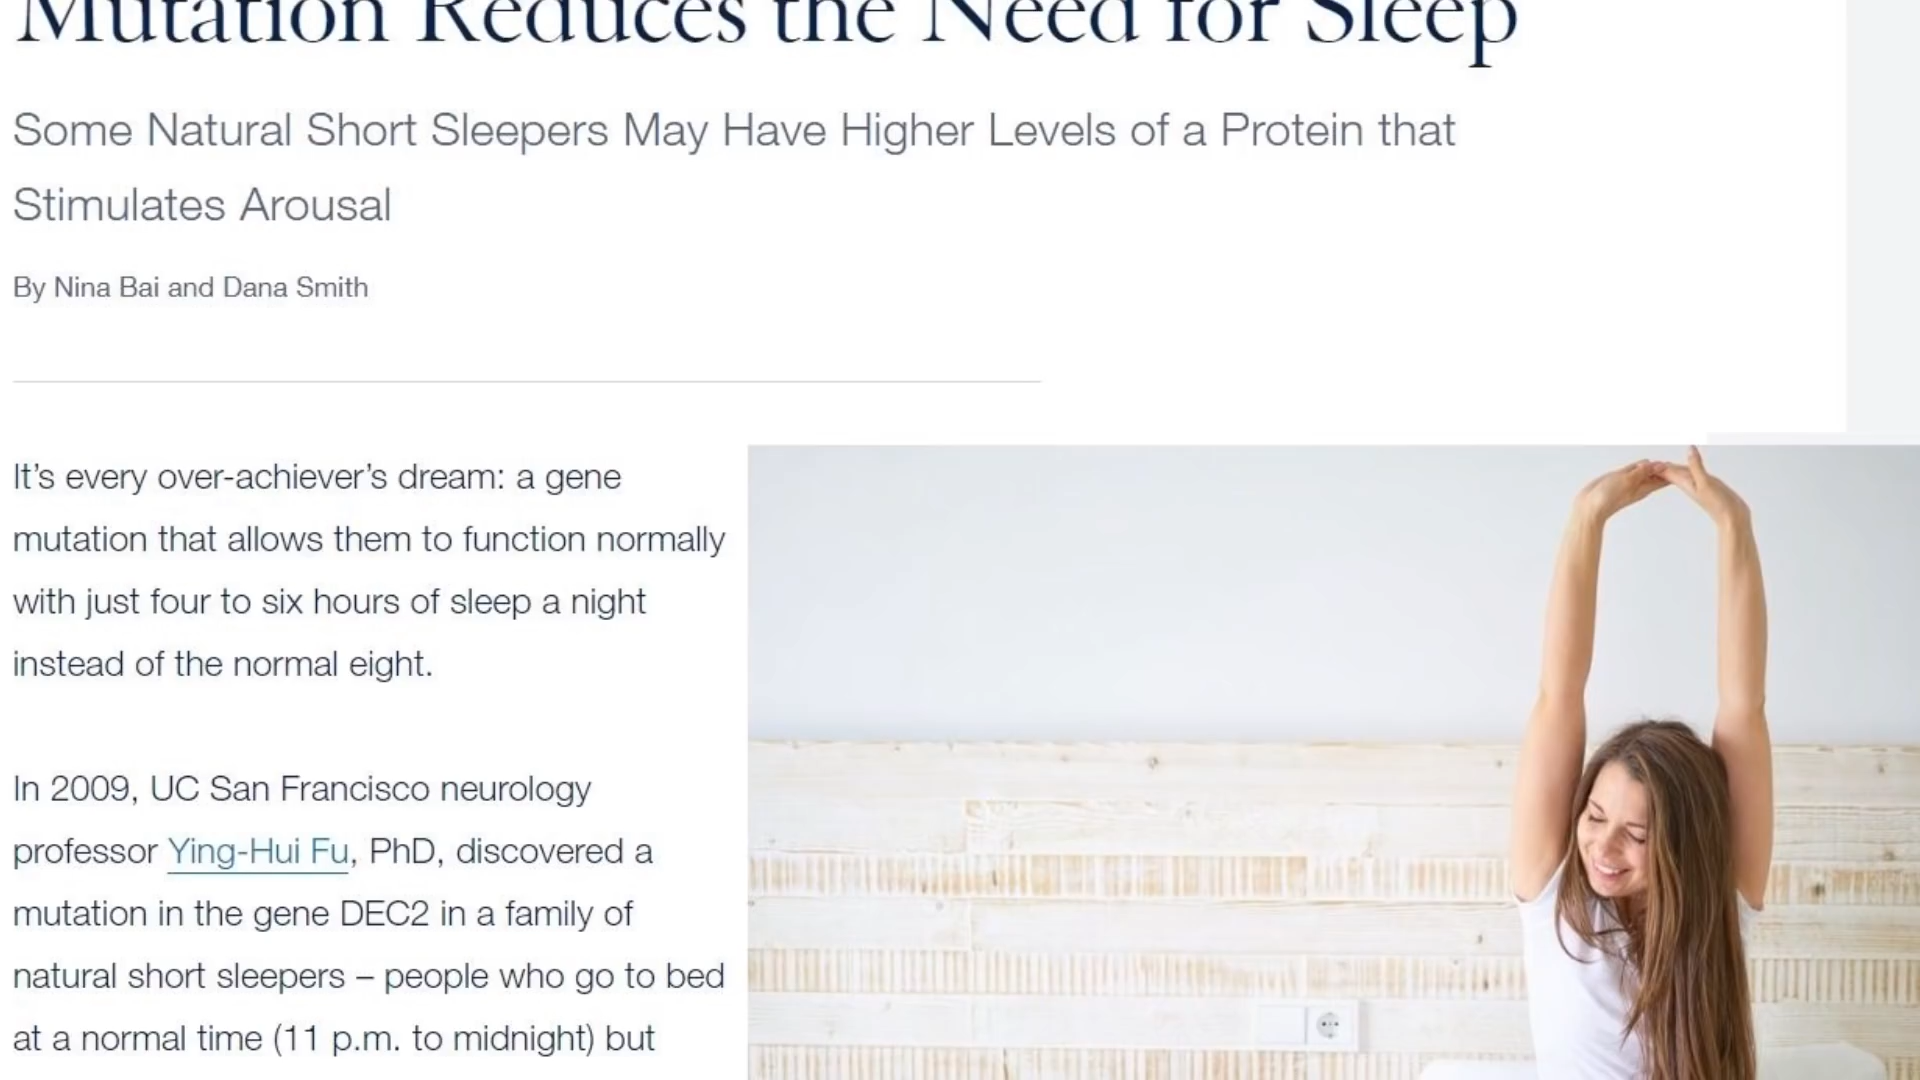 Mutation Reduces the Need for Sleep
Some Natural Short Sleepers May Have Higher Levels of a Protein that
Stimulates Arousal
By Nina Bai and Dana Smith
It’s every over-achiever’s dream: a gene
mutation that allows them to function normally
with just four to six hours of sleep a night
instead of the normal eight.
In 2009, UC San Francisco neurology
professor Ying-Hui Fu, PhD, discovered a
mutation in the gene DEC2 in a family of
natural short sleepers – people who go to bed
at a normal time (11 p.m. to midnight) but